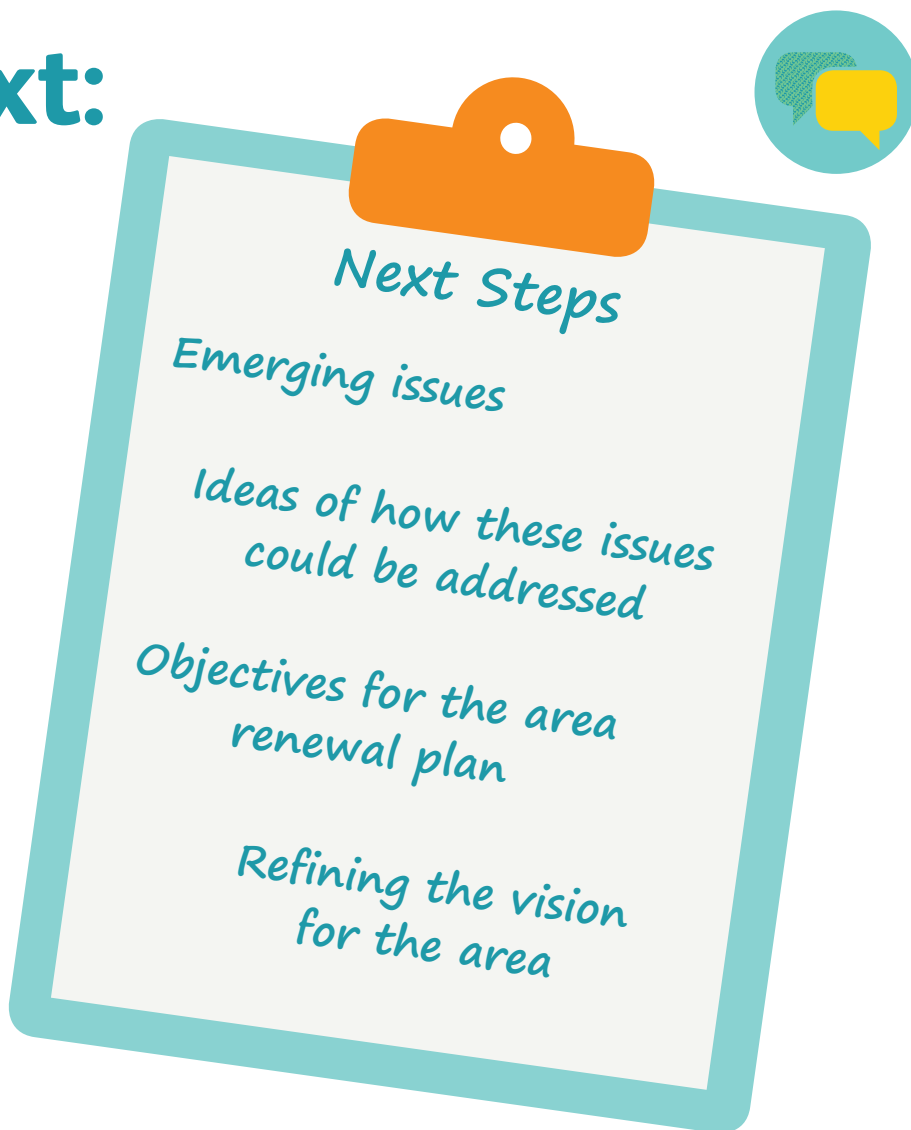 xt:
Next Steps
Emerging issues
Ideas of how these issues
could be addressed
Objectives for the area
renewal plan
Refining the vision
for the area